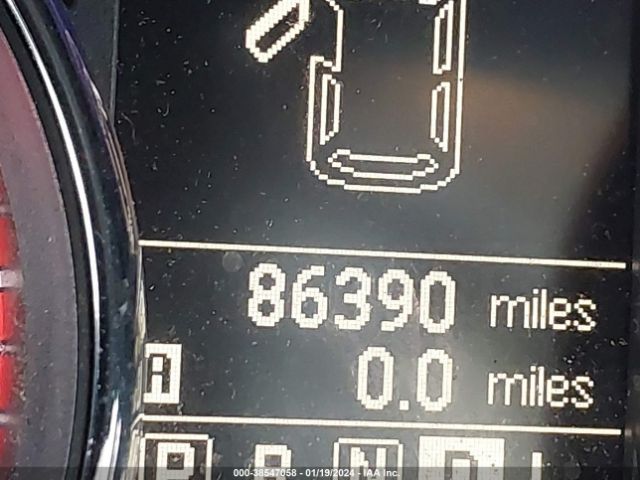 86390 miles
A 0.0 miles
P R N D L
000-38547058 - 01/19/2024 - IAA Inc.